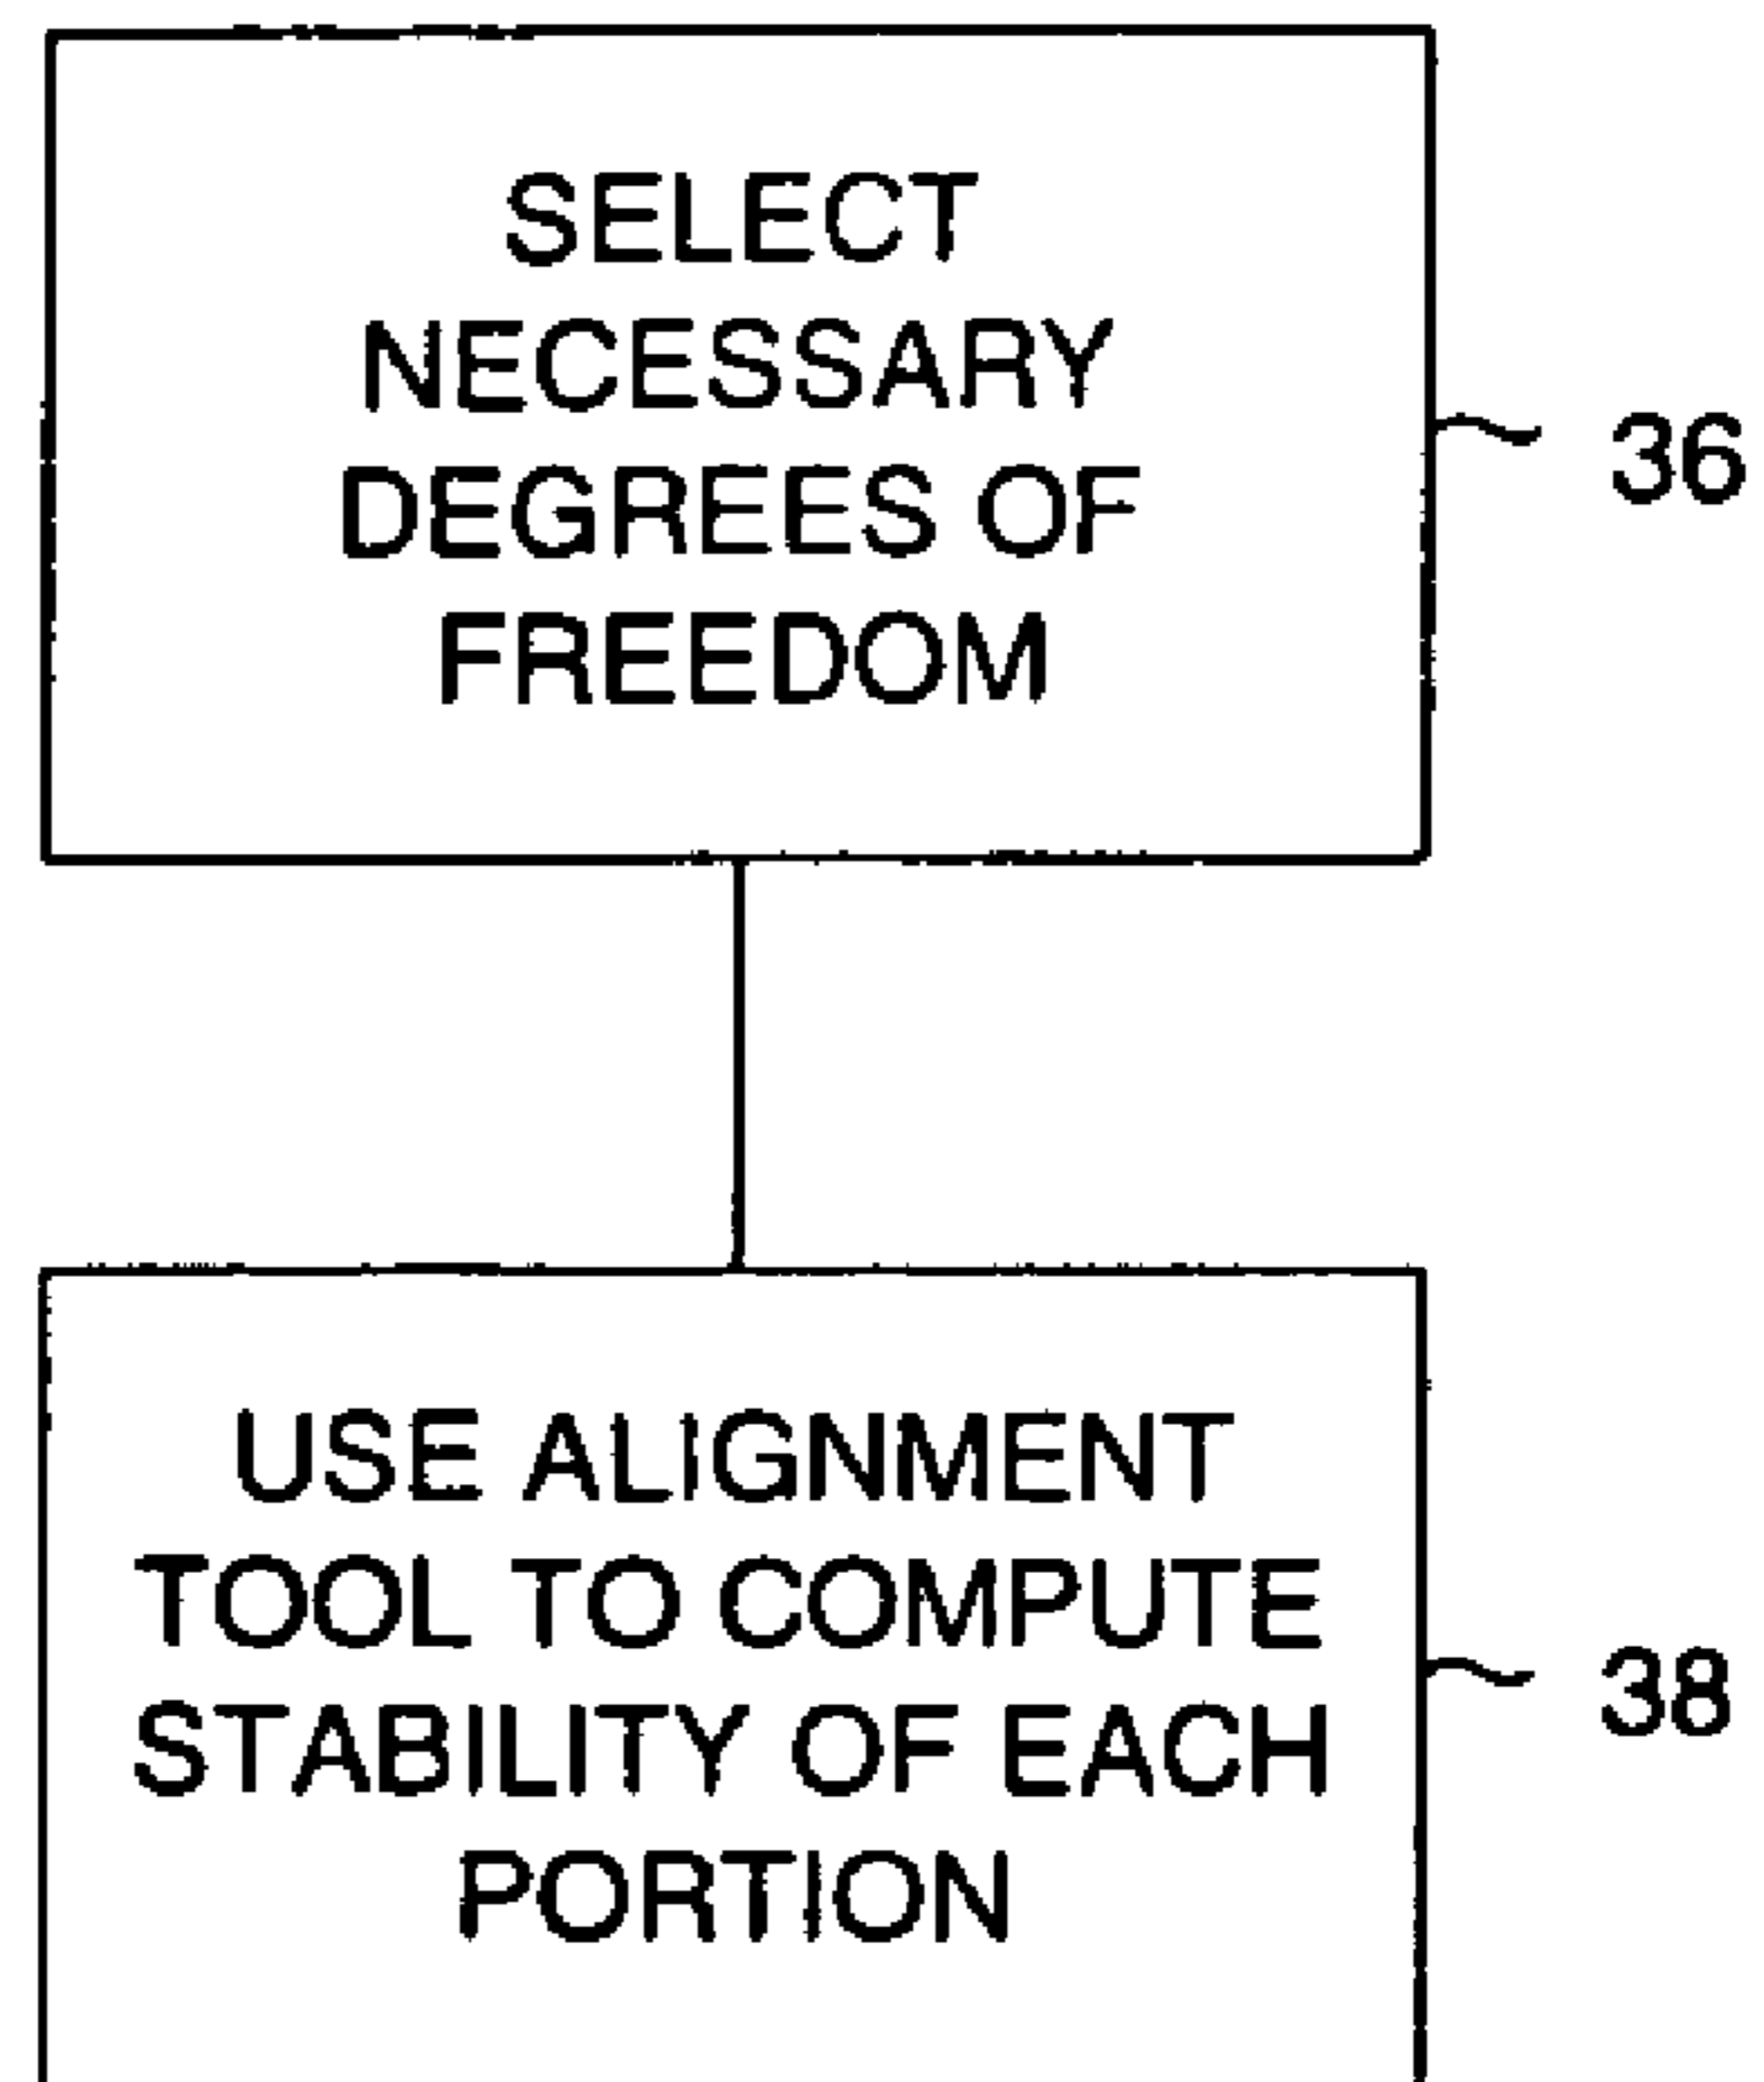 SELECT
NECESSARY
DEGREES OF
FREEDOM
36
USE ALIGNMENT
TOOL TO COMPUTE
STABILITY OF EACH
PORTION
38